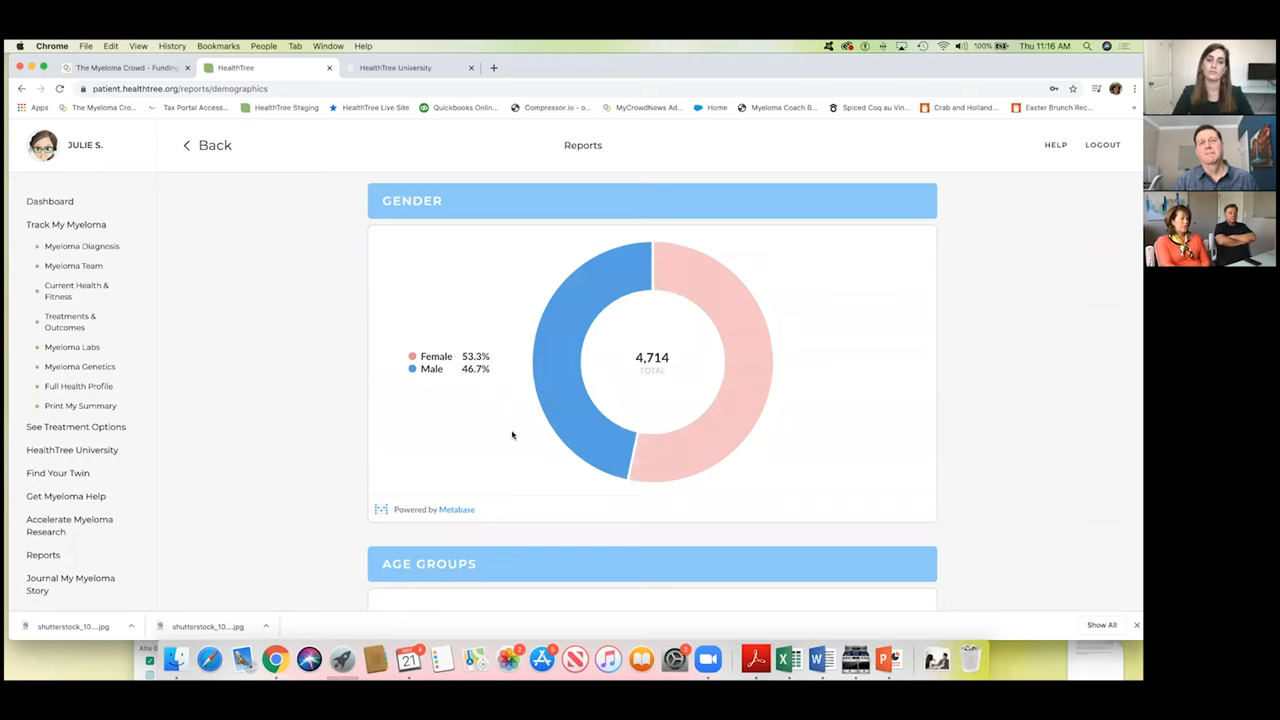 Chrome File Edit View History Bookmarks People Tab Window Help 100% Thu 11:16 AM
The Myeloma Crowd - Funding HealthTree HealthTree University
patient.healthtree.org/reports/demographics
Apps The Myeloma Cro... Tax Portal Access... HealthTree Staging HealthTree Live Site Quickbooks Onlin... Compressor.io - o... MyCrowdNews Ad... Home Myeloma Coach B... Spiced Coq au Vin... Crab and Holland... Easter Brunch Rec...
JULIE S. Back Reports HELP LOGOUT
Dashboard
Track My Myeloma
Myeloma Diagnosis
Myeloma Team
Current Health &
Fitness
Treatments &
Outcomes
Myeloma Labs
Myeloma Genetics
Full Health Profile
Print My Summary
See Treatment Options
HealthTree University
Find Your Twin
Get Myeloma Help
Accelerate Myeloma
Research
Reports
Journal My Myeloma
Story
GENDER
Female 53.3%
Male 46.7%
4,714
TOTAL
Powered by Metabase
AGE GROUPS
shutterstock_10....jpg shutterstock_10....jpg Show All
21